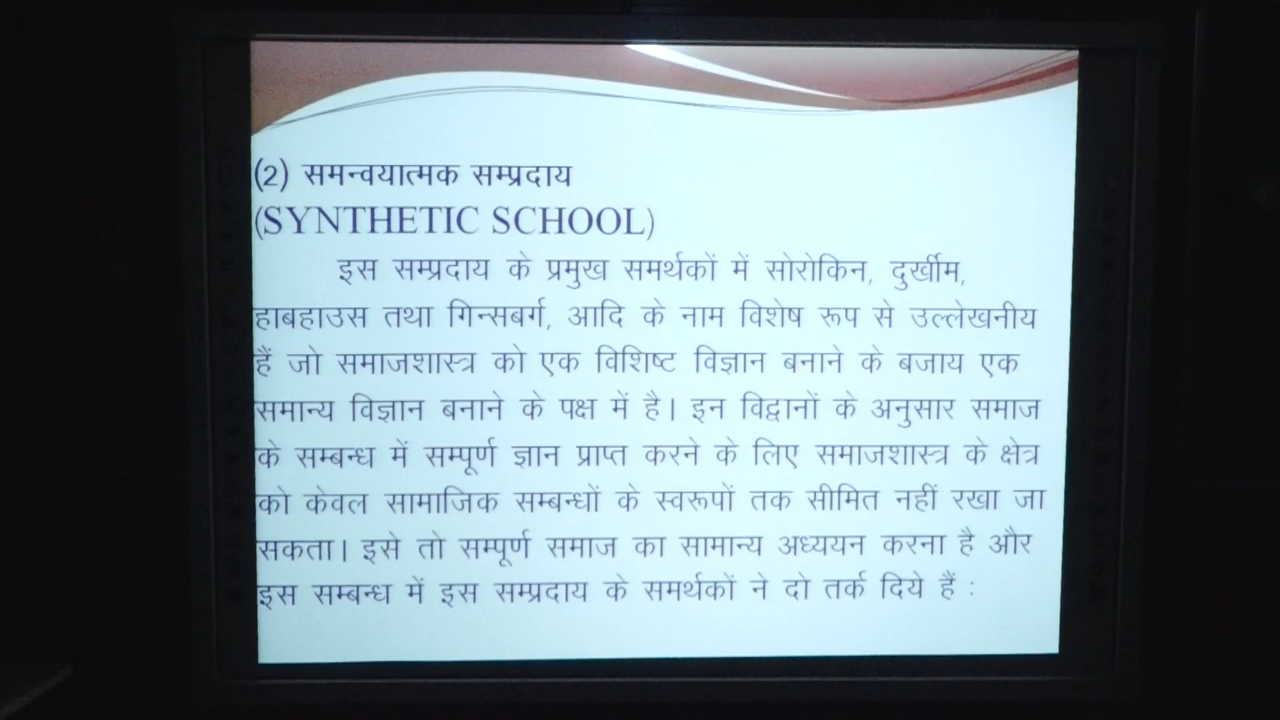 (2) समन्वयात्मक सम्प्रदाय
(SYNTHETIC SCHOOL)
इस सम्प्रदाय के प्रमुख समर्थकों में सोरोकिन, दुर्खीम,
हाबहाउस तथा गिन्सबर्ग, आदि के नाम विशेष रूप से उल्लेखनीय
हैं जो समाजशास्त्र को एक विशिष्ट विज्ञान बनाने के बजाय एक
समान्य विज्ञान बनाने के पक्ष में है। इन विद्वानों के अनुसार समाज
के सम्बन्ध में सम्पूर्ण ज्ञान प्राप्त करने के लिए समाजशास्त्र के क्षेत्र
को केवल सामाजिक सम्बन्धों के स्वरूपों तक सीमित नहीं रखा जा
सकता। इसे तो सम्पूर्ण समाज का सामान्य अध्ययन करना है और
इस सम्बन्ध में इस सम्प्रदाय के समर्थकों ने दो तर्क दिये हैं :